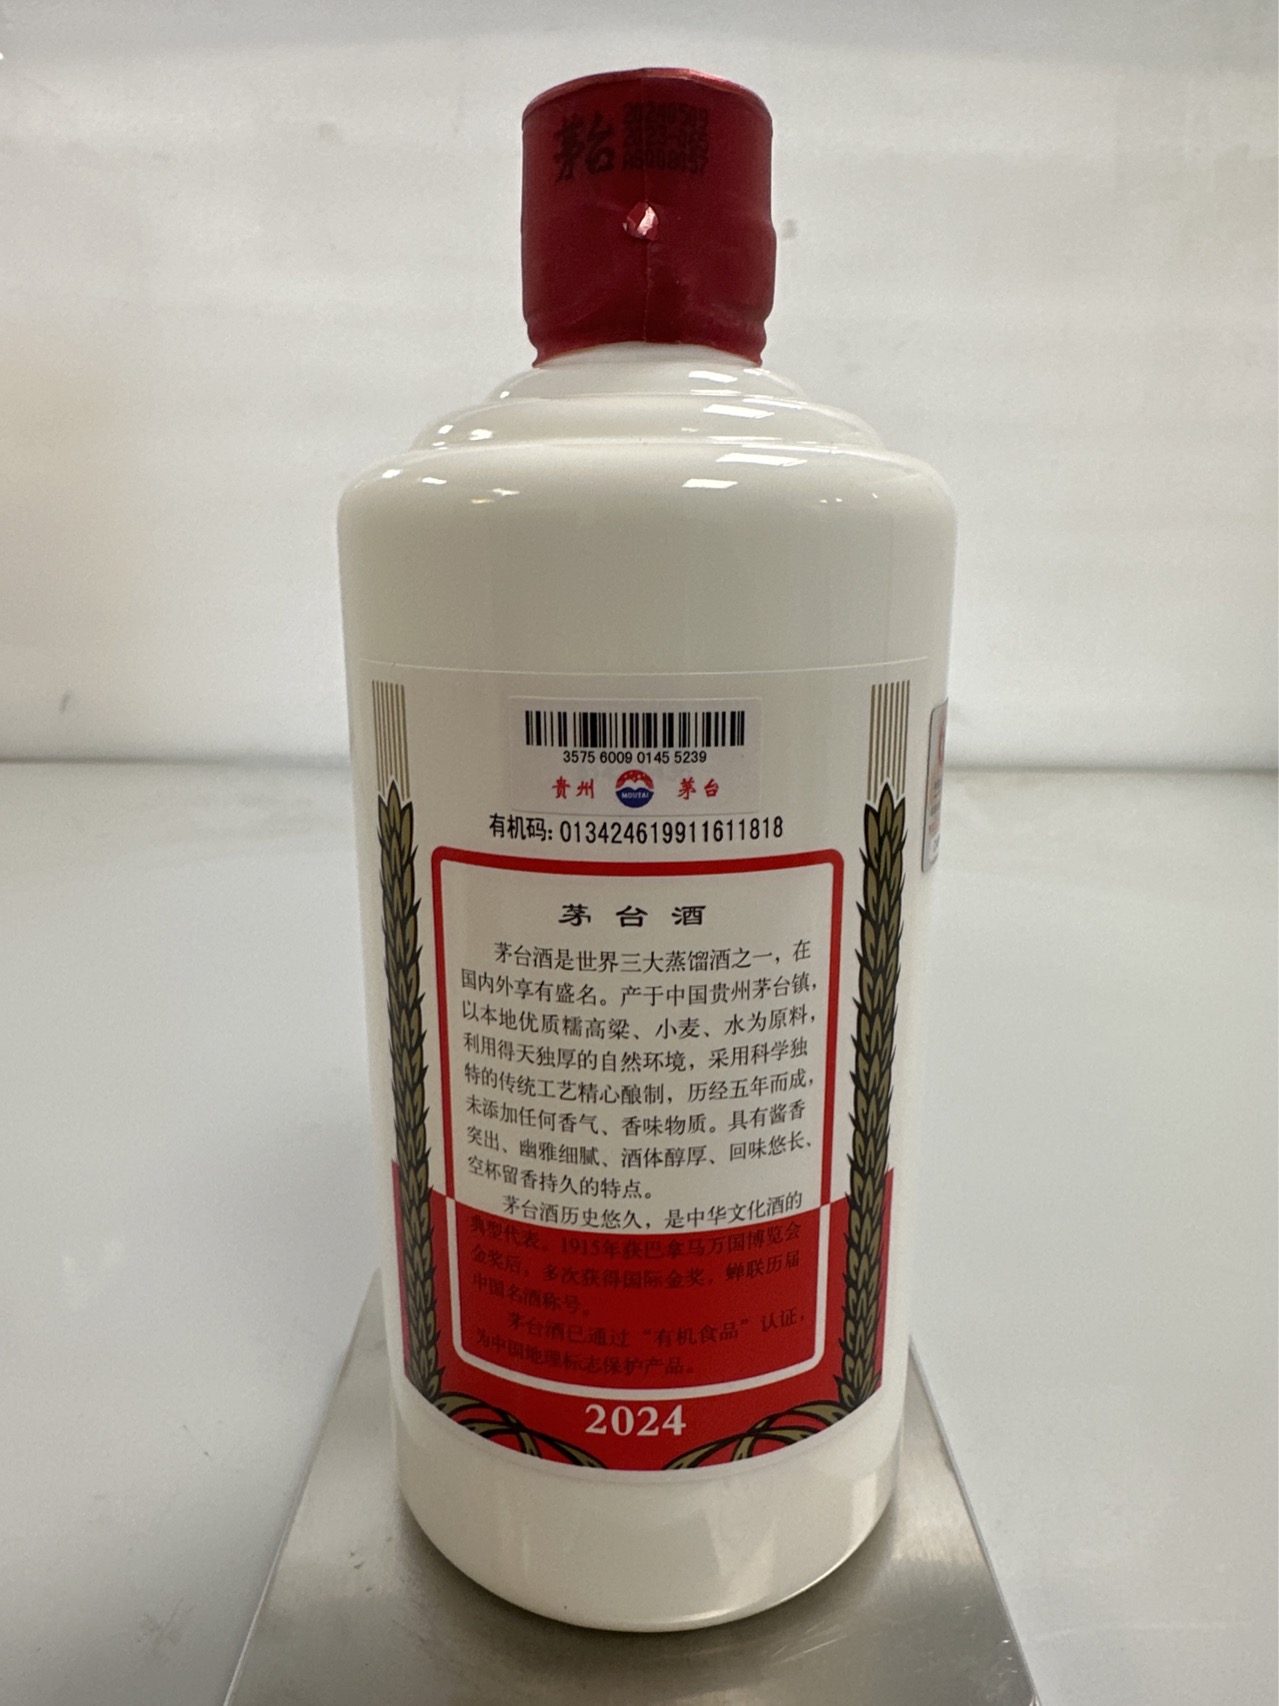 茅台
3575 6009 0145 5239
贵州 MOUTAI 茅台
有机码: 013424619911611818
茅台酒
茅台酒是世界三大蒸馏酒之一，在
国内外享有盛名。产于中国贵州茅台镇，
以本地优质糯高粱、小麦、水为原料，
利用得天独厚的自然环境，采用科学独
特的传统工艺精心酿制，历经五年而成，
未添加任何香气、香味物质。具有酱香
突出、幽雅细腻、酒体醇厚、回味悠长、
空杯留香持久的特点。
茅台酒历史悠久，是中华文化酒的
典型代表。1915年获巴拿马万国博览会
金奖后，多次获得国际金奖，蝉联历届
中国名酒称号。
茅台酒已通过“有机食品”认证，
为中国地理标志保护产品。
2024